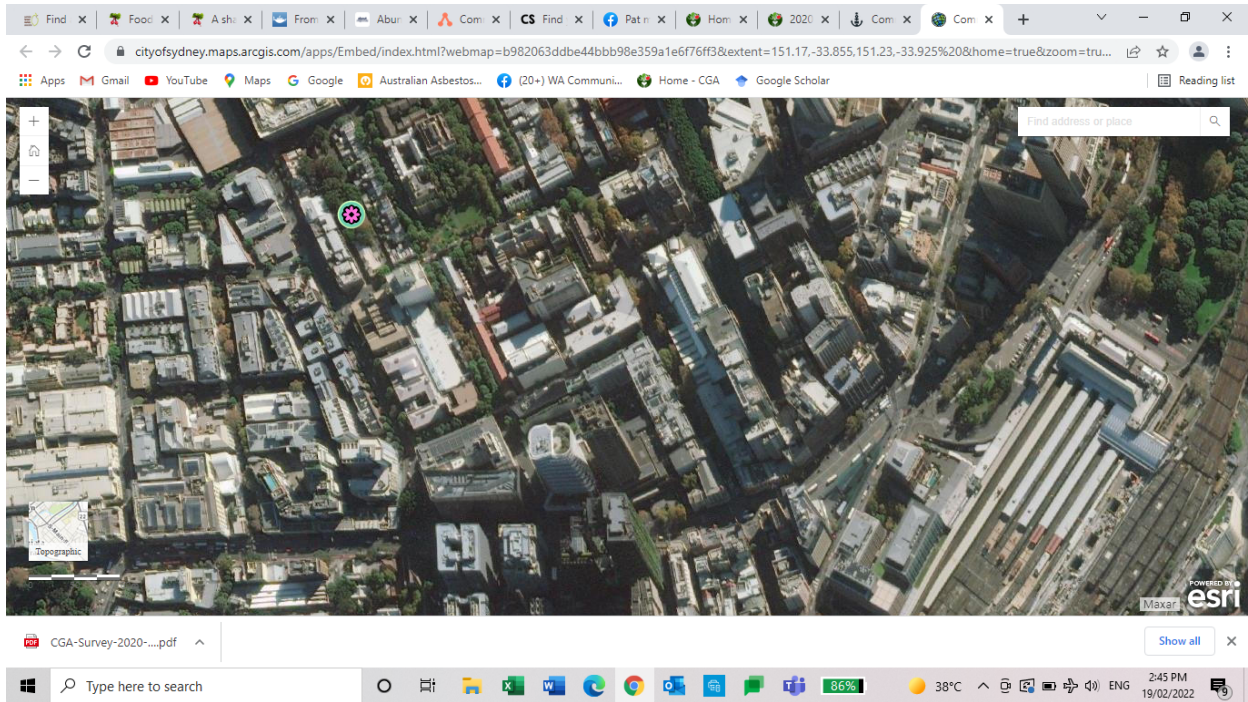 Find
Food
A sha
From
Abur
Com
CS Find
Pat n
Hom
2020
Com
Com
cityofsydney.maps.arcgis.com/apps/Embed/index.html?webmap=b982063ddbe44bbb98e359a1e6f76ff3&extent=151.17,-33.855,151.23,-33.925%20&home=true&zoom=tru...
Apps Gmail YouTube Maps Google Australian Asbestos... (20+) WA Communi... Home - CGA Google Scholar Reading list
Find address or place
Topographic
POWERED BY
esri
Maxar
PDF CGA-Survey-2020-....pdf Show all
Type here to search 86% 38°C ENG 2:45 PM
19/02/2022 9